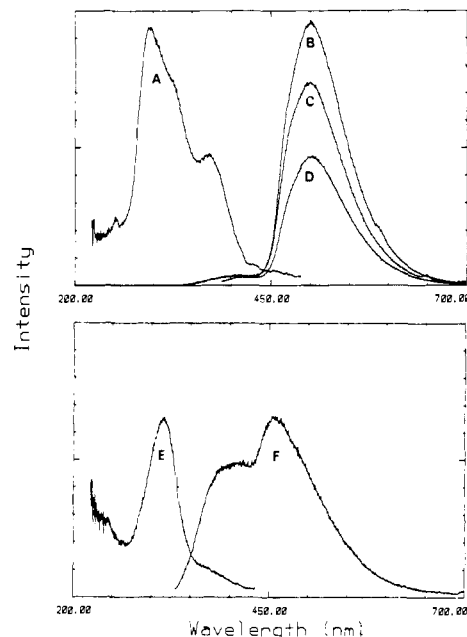 A
B
C
D
200.00
450.00
700.00
Intensity
E
F
200.00
450.00
700.00
Wavelength (nm)